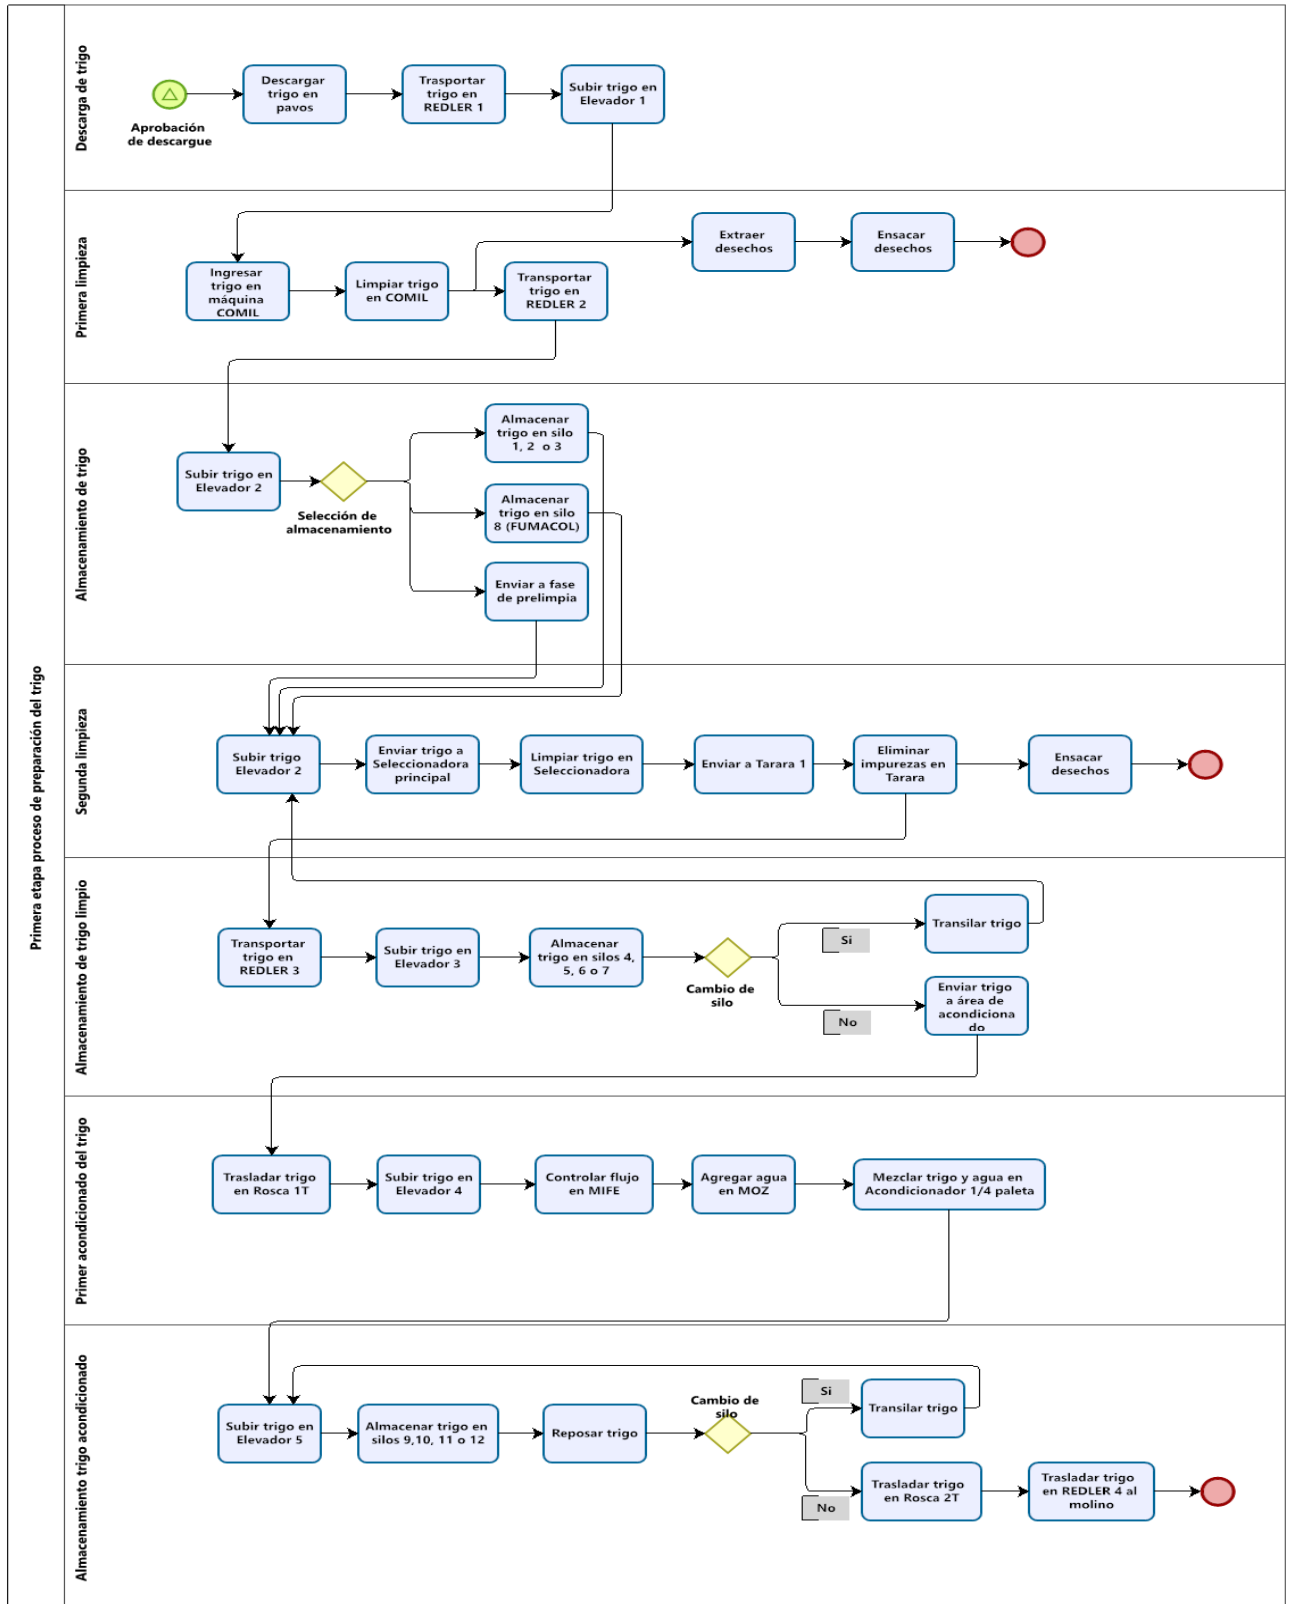 Primera etapa proceso de preparación del trigo
Descarga de trigo
Aprobación
de descargue
Descargar
trigo en
pavos
Trasportar
trigo en
REDLER 1
Subir trigo en
Elevador 1
Primera limpieza
Ingresar
trigo en
máquina
COMIL
Limpiar trigo
en COMIL
Transportar
trigo en
REDLER 2
Extraer
desechos
Ensacar
desechos
Almacenamiento de trigo
Subir trigo en
Elevador 2
Selección de
almacenamiento
Almacenar
trigo en silo
1, 2 o 3
Almacenar
trigo en silo
8 (FUMACOL)
Enviar a fase
de prelimpia
Segunda limpieza
Subir trigo
Elevador 2
Enviar trigo a
Seleccionadora
principal
Limpiar trigo en
Seleccionadora
Enviar a Tarara 1
Eliminar
impurezas en
Tarara
Ensacar
desechos
Almacenamiento de trigo limpio
Transportar
trigo en
REDLER 3
Subir trigo en
Elevador 3
Almacenar
trigo en silos 4,
5, 6 o 7
Cambio de
silo
Si
Transilar trigo
No
Enviar trigo
a área de
acondiciona
do
Primer acondicionado del trigo
Trasladar trigo
en Rosca 1T
Subir trigo en
Elevador 4
Controlar flujo
en MIFE
Agregar agua
en MOZ
Mezclar trigo y agua en
Acondicionador 1/4 paleta
Almacenamiento trigo acondicionado
Subir trigo en
Elevador 5
Almacenar trigo en
silos 9,10, 11 o 12
Reposar trigo
Cambio de
silo
Si
Transilar trigo
No
Trasladar trigo
en Rosca 2T
Trasladar trigo
en REDLER 4 al
molino